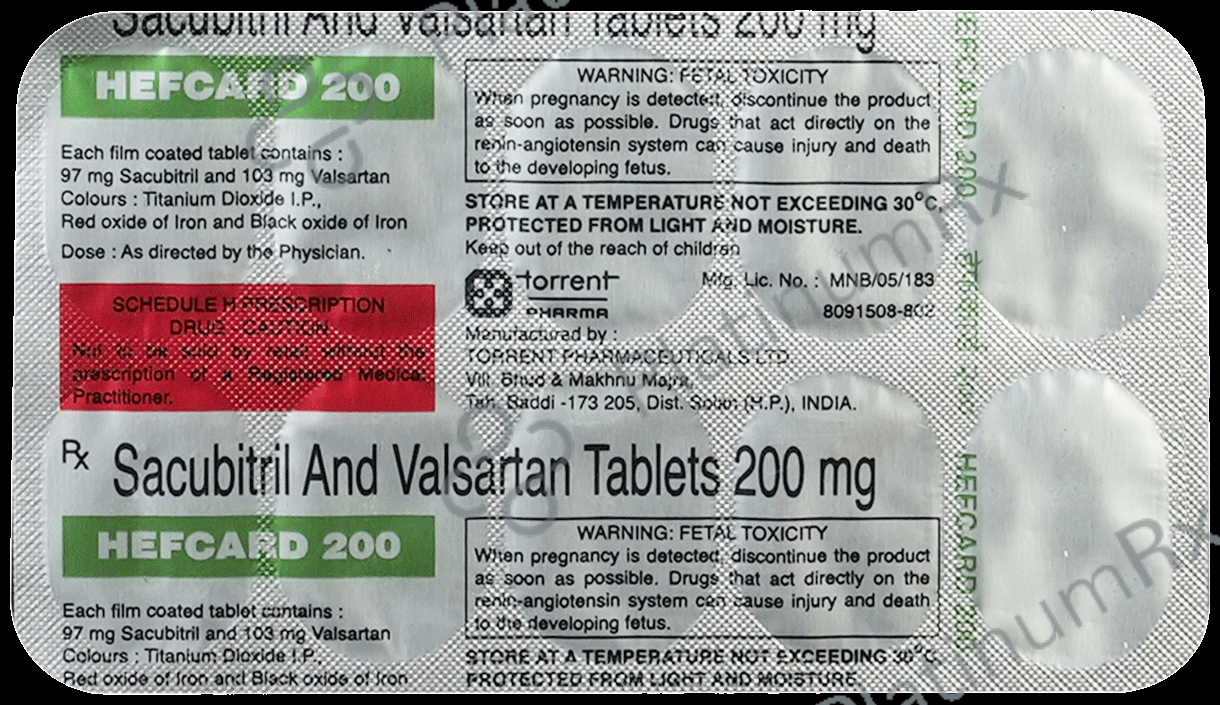 Sacubitril And Valsartan Tablets 200 mg
HEFCARD 200
Each film coated tablet contains :
97 mg Sacubitril and 103 mg Valsartan
Colours : Titanium Dioxide I.P.,
Red oxide of Iron and Black oxide of Iron
Dose : As directed by the Physician.
SCHEDULE H PRESCRIPTION
DRUG - CAUTION
Not to be sold by retail without the
prescription of a Registered Medical
Practitioner.
WARNING: FETAL TOXICITY
When pregnancy is detected, discontinue the product
as soon as possible. Drugs that act directly on the
renin-angiotensin system can cause injury and death
to the developing fetus.
STORE AT A TEMPERATURE NOT EXCEEDING 30°C,
PROTECTED FROM LIGHT AND MOISTURE.
Keep out of the reach of children
torrent
PHARMA
Mfg. Lic. No. : MNB/05/183
8091508-802
Manufactured by :
TORRENT PHARMACEUTICALS LTD.
Vill. Bhud & Makhnu Majra,
Teh. Baddi -173 205, Dist. Solan (H.P.), INDIA.
Rx Sacubitril And Valsartan Tablets 200 mg
HEFCARD 200
Each film coated tablet contains :
97 mg Sacubitril and 103 mg Valsartan
Colours : Titanium Dioxide I.P.,
Red oxide of Iron and Black oxide of Iron
WARNING: FETAL TOXICITY
When pregnancy is detected, discontinue the product
as soon as possible. Drugs that act directly on the
renin-angiotensin system can cause injury and death
to the developing fetus.
STORE AT A TEMPERATURE NOT EXCEEDING 30°C,
PROTECTED FROM LIGHT AND MOISTURE.
HEFCARD 200
HEFCARD 200
PlatinumRx
PlatinumRx
PlatinumRx